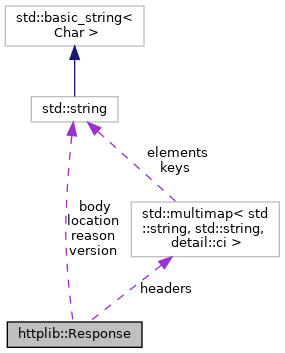 std::basic_string<
Char >
std::string
elements
keys
body
location
reason
version
std::multimap< std
::string, std::string,
detail::ci >
headers
httplib::Response